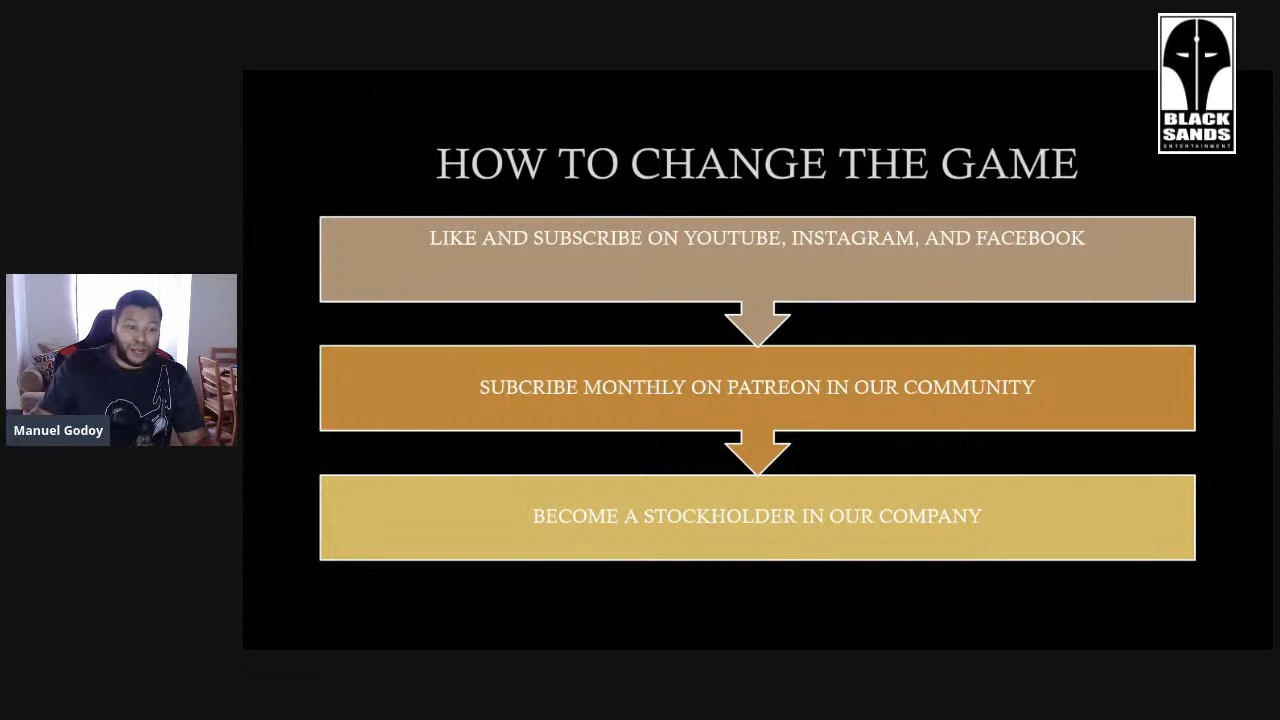 BLACK
SANDS
ENTERTAINMENT
HOW TO CHANGE THE GAME
LIKE AND SUBSCRIBE ON YOUTUBE, INSTAGRAM, AND FACEBOOK
SUBCRIBE MONTHLY ON PATREON IN OUR COMMUNITY
Manuel Godoy
BECOME A STOCKHOLDER IN OUR COMPANY